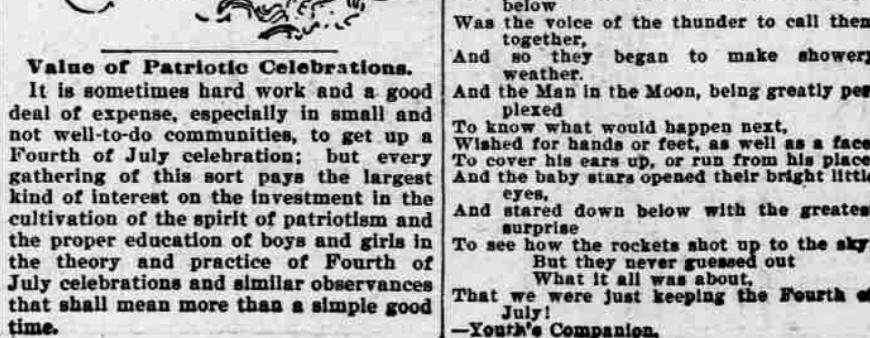 Value of Patriotic Celebrations.
It is sometimes hard work and a good
deal of expense, especially in small and
not well-to-do communities, to get up a
Fourth of July celebration; but every
gathering of this sort pays the largest
kind of interest on the investment in the
cultivation of the spirit of patriotism and
the proper education of boys and girls in
the theory and practice of Fourth of
July celebrations and similar observances
that shall mean more than a simple good
time.
below
Was the voice of the thunder to call them
together,
And so they began to make showery
weather.
And the Man in the Moon, being greatly per
plexed
To know what would happen next,
Wished for hands or feet, as well as a face
To cover his ears up, or run from his place
And the baby stars opened their bright little
eyes,
And stared down below with the greatest
surprise
To see how the rockets shot up to the sky
But they never guessed out
What it all was about,
That we were just keeping the Fourth of
July!
—Youth's Companion.